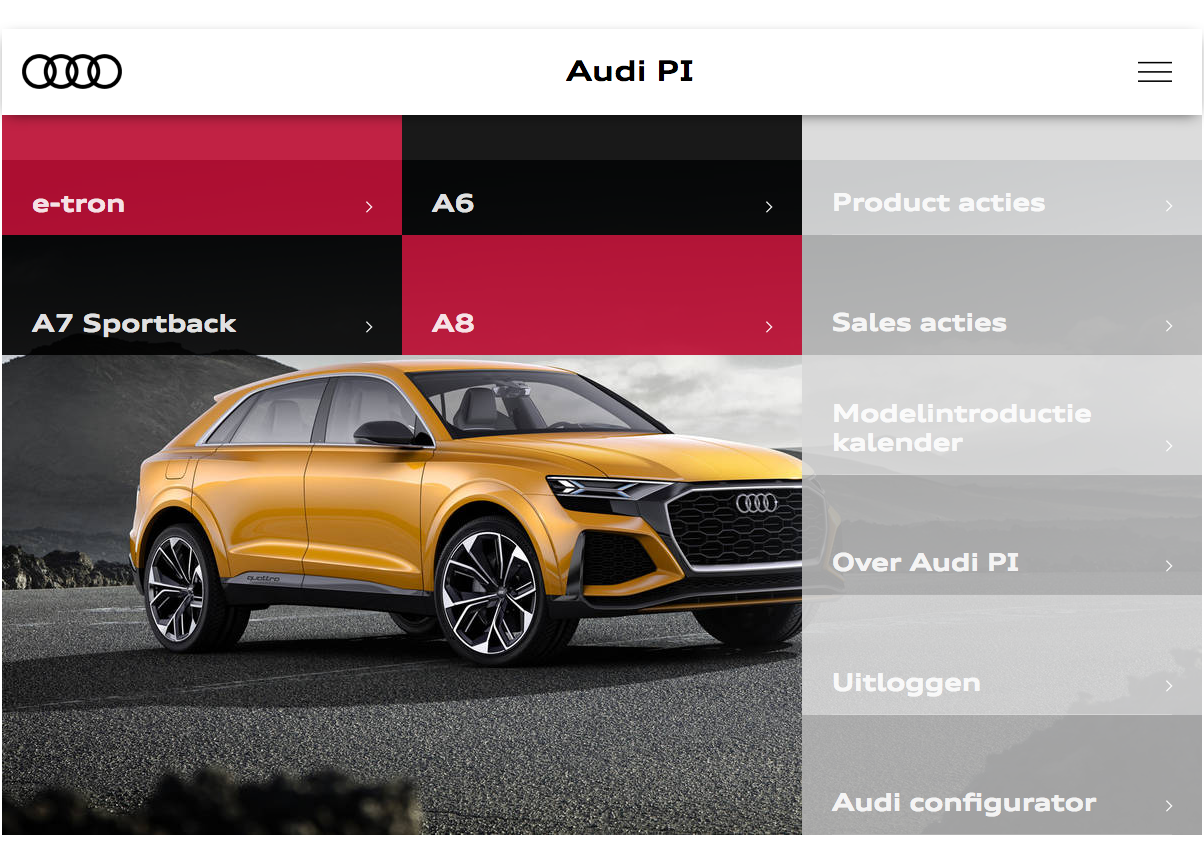 Audi PI
e-tron
A6
Product acties
A7 Sportback
A8
Sales acties
Modelintroductie
kalender
Over Audi PI
quattro
Uitloggen
Audi configurator